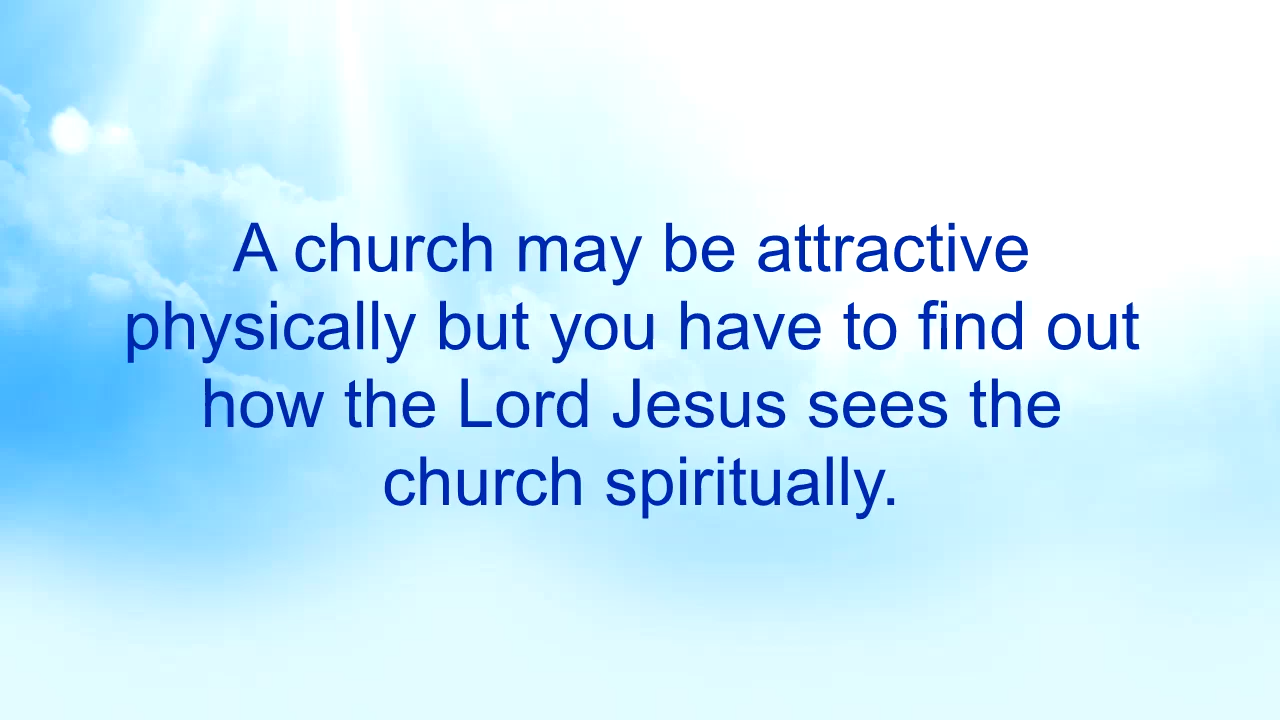 A church may be attractive
physically but you have to find out
how the Lord Jesus sees the
church spiritually.